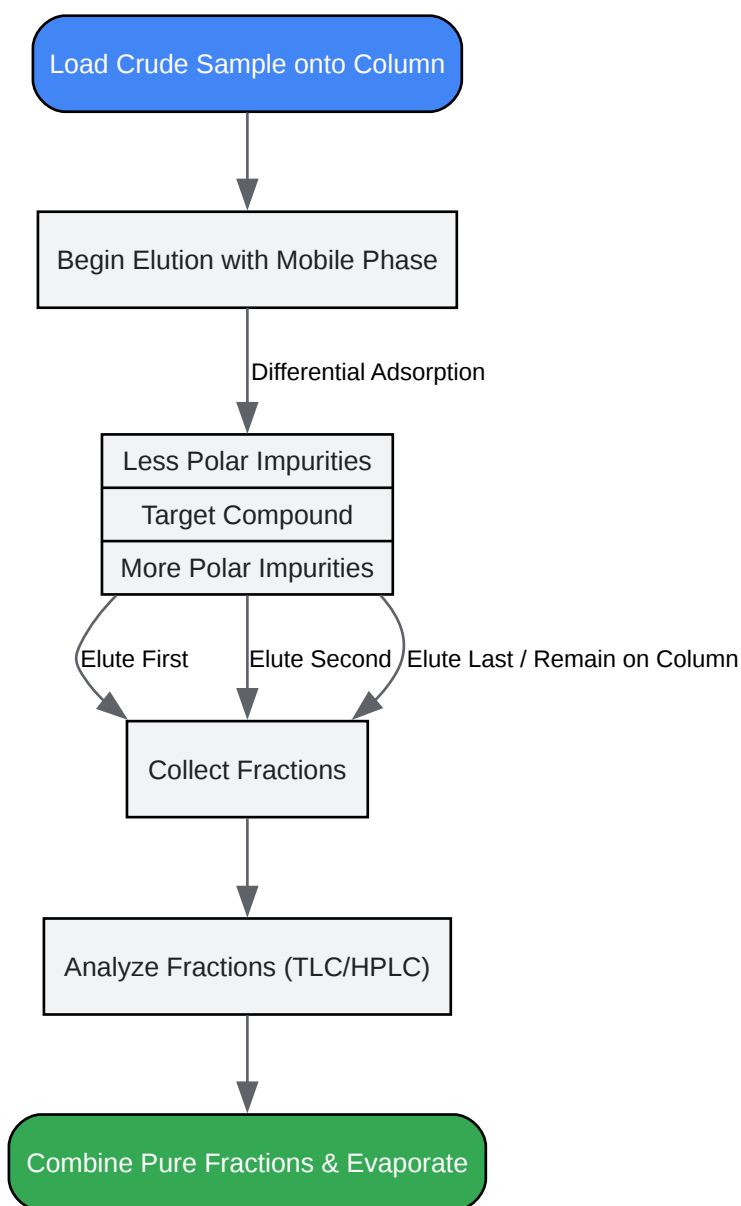 Load Crude Sample onto Column
Begin Elution with Mobile Phase
Differential Adsorption
Less Polar Impurities
Target Compound
More Polar Impurities
Elute First
Elute Second
Elute Last / Remain on Column
Collect Fractions
Analyze Fractions (TLC/HPLC)
Combine Pure Fractions & Evaporate